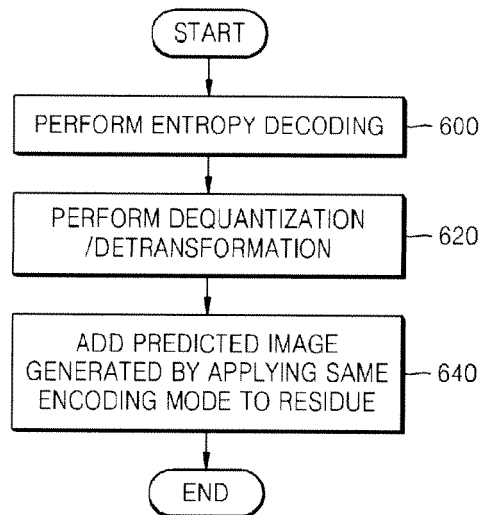 START
PERFORM ENTROPY DECODING
600
PERFORM DEQUANTIZATION
/DETRANSFORMATION
620
ADD PREDICTED IMAGE
GENERATED BY APPLYING SAME
ENCODING MODE TO RESIDUE
640
END